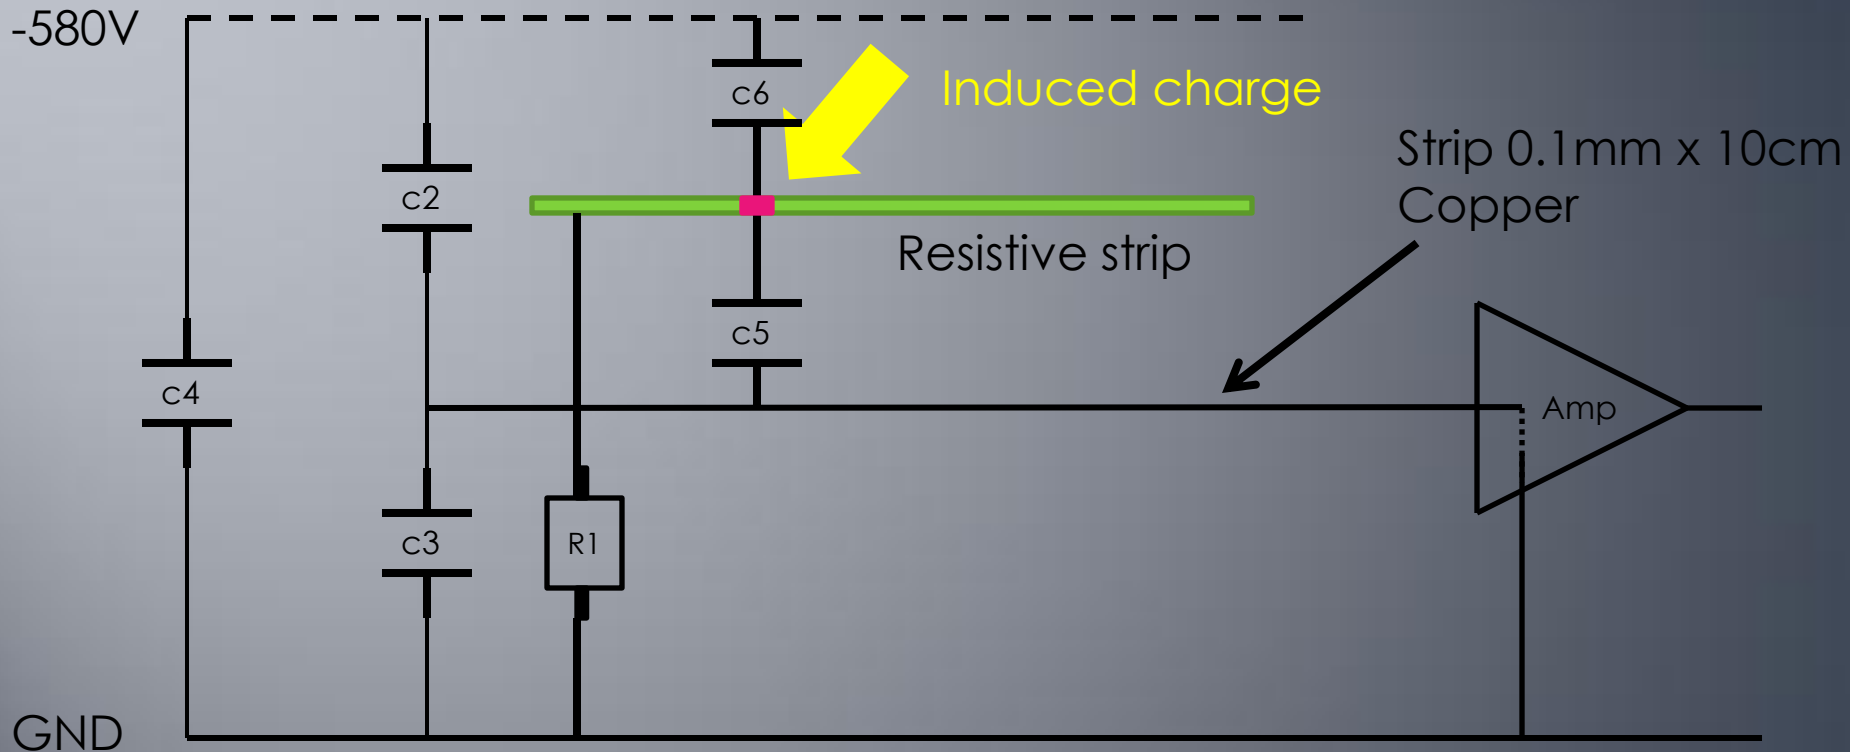 -580V
c6
Induced charge
Strip 0.1mm x 10cm
Copper
c2
Resistive strip
c5
c4
Amp
c3
R1
GND